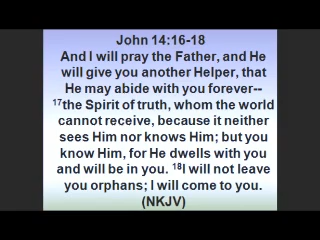 John 14:16-18
And I will pray the Father, and He
will give you another Helper, that
He may abide with you forever--
17the Spirit of truth, whom the world
cannot receive, because it neither
sees Him nor knows Him; but you
know Him, for He dwells with you
and will be in you. 18I will not leave
you orphans; I will come to you.
(NKJV)